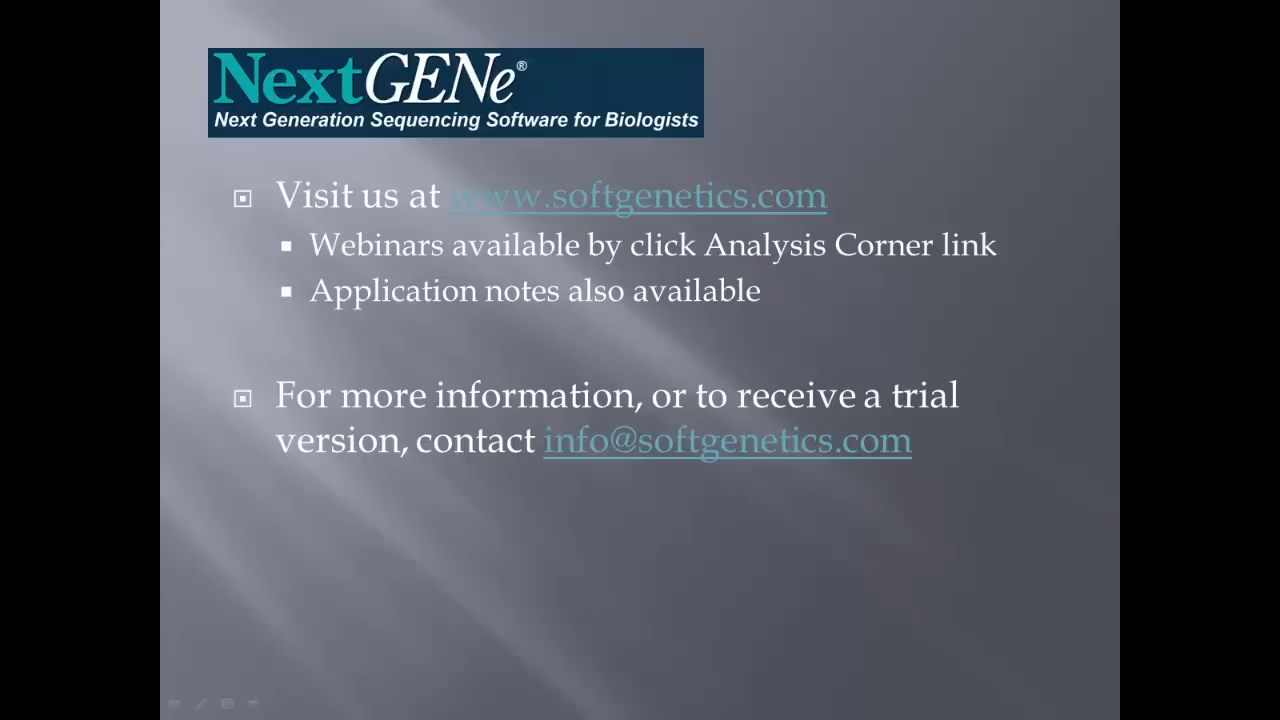 NextGENe®
Next Generation Sequencing Software for Biologists
Visit us at www.softgenetics.com
Webinars available by click Analysis Corner link
Application notes also available
For more information, or to receive a trial
version, contact info@softgenetics.com